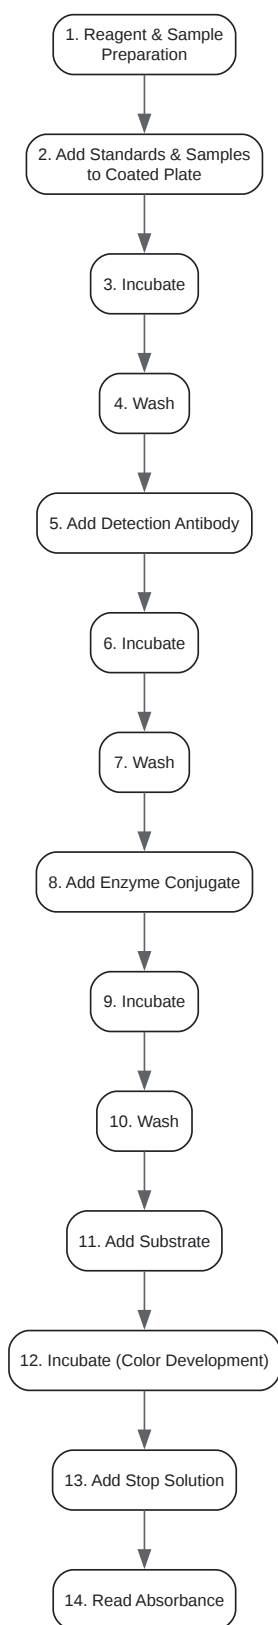 1. Reagent & Sample
Preparation
2. Add Standards & Samples
to Coated Plate
3. Incubate
4. Wash
5. Add Detection Antibody
6. Incubate
7. Wash
8. Add Enzyme Conjugate
9. Incubate
10. Wash
11. Add Substrate
12. Incubate (Color Development)
13. Add Stop Solution
14. Read Absorbance